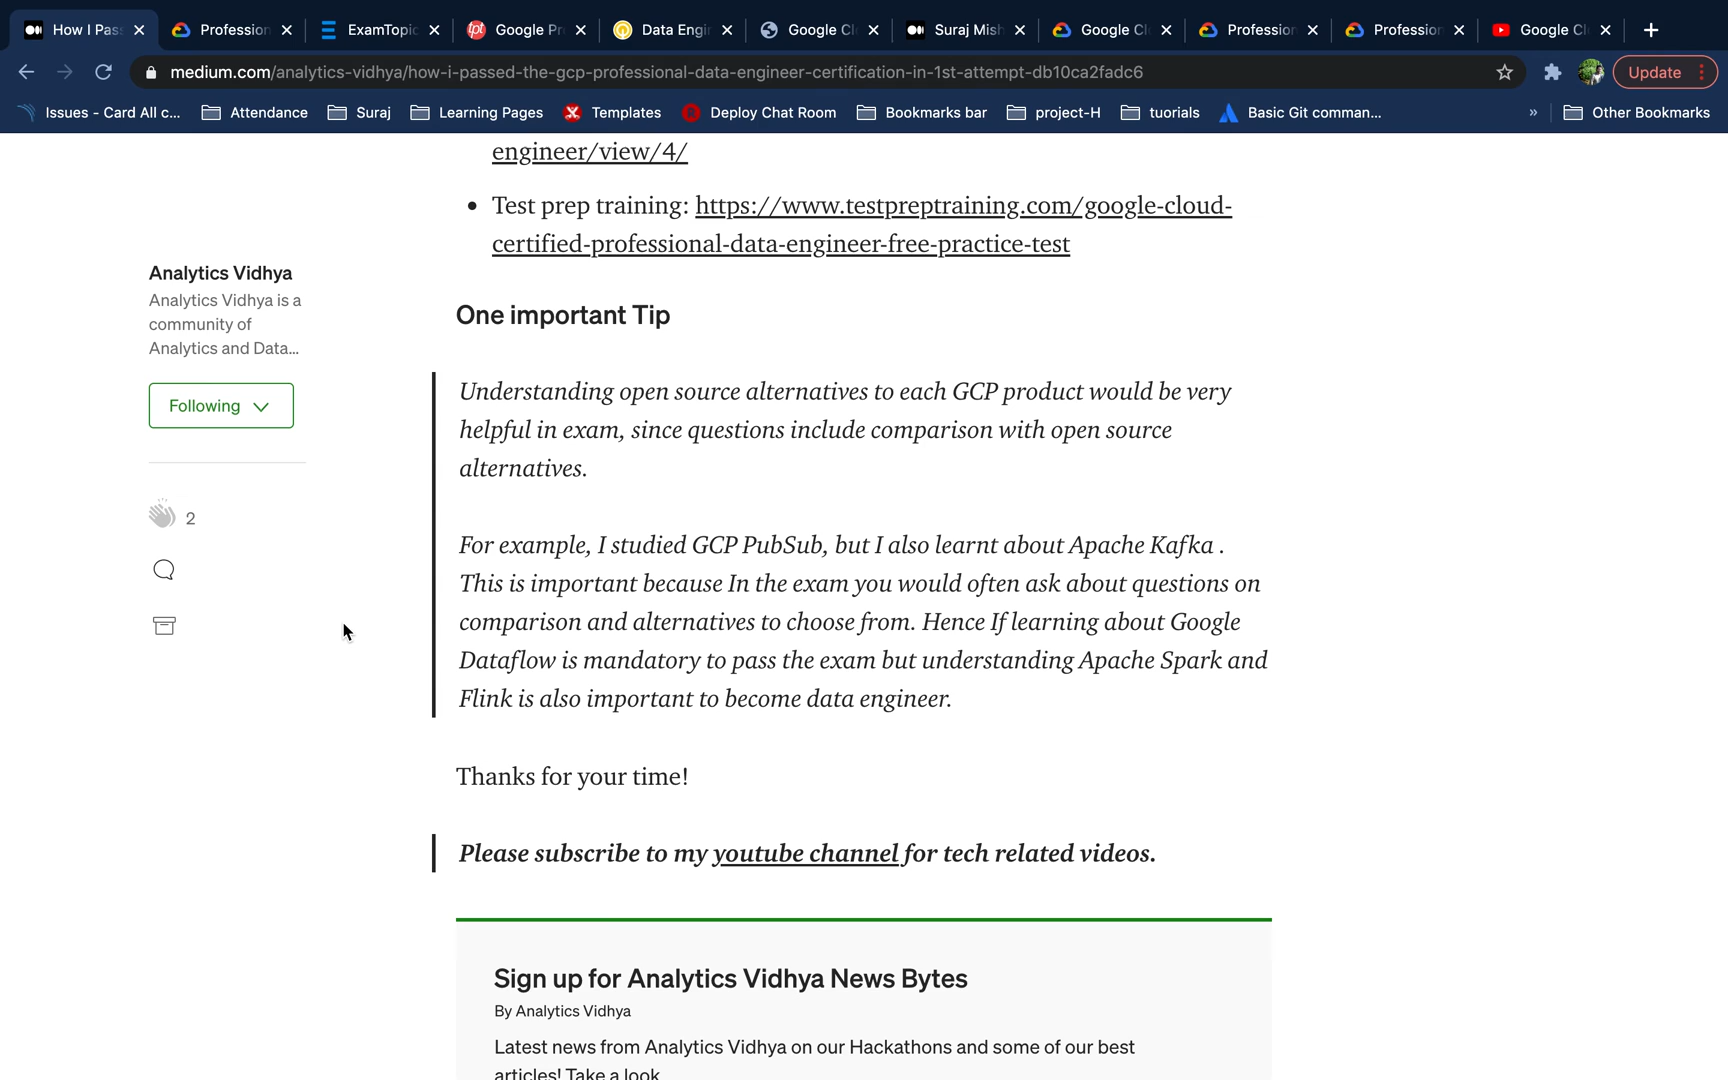 How I Pas
Profession
ExamTopic
Google Pr
Data Engi
Google Cl
Suraj Mish
Google Cl
Profession
Profession
Google Cl
medium.com/analytics-vidhya/how-i-passed-the-gcp-professional-data-engineer-certification-in-1st-attempt-db10ca2fadc6
Update
Issues - Card All c...
Attendance
Suraj
Learning Pages
Templates
Deploy Chat Room
Bookmarks bar
project-H
tuorials
Basic Git comman...
»
Other Bookmarks
engineer/view/4/
• Test prep training: https://www.testpreptraining.com/google-cloud-
certified-professional-data-engineer-free-practice-test
Analytics Vidhya
Analytics Vidhya is a
community of
Analytics and Data...
Following
2
One important Tip
Understanding open source alternatives to each GCP product would be very
helpful in exam, since questions include comparison with open source
alternatives.
For example, I studied GCP PubSub, but I also learnt about Apache Kafka .
This is important because In the exam you would often ask about questions on
comparison and alternatives to choose from. Hence If learning about Google
Dataflow is mandatory to pass the exam but understanding Apache Spark and
Flink is also important to become data engineer.
Thanks for your time!
Please subscribe to my youtube channel for tech related videos.
Sign up for Analytics Vidhya News Bytes
By Analytics Vidhya
Latest news from Analytics Vidhya on our Hackathons and some of our best
articles! Take a look